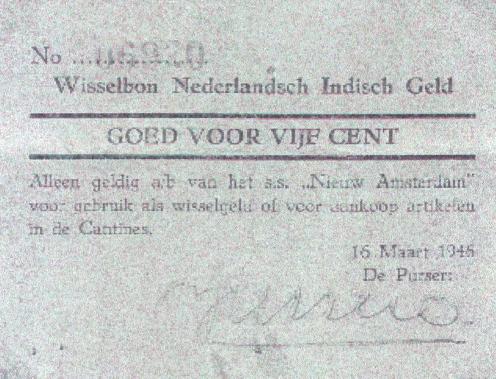 No ..............
Wisselbon Nederlandsch Indisch Geld
GOED VOOR VIJF CENT
Alleen geldig a/b van het s.s. „Nieuw Amsterdam”
voor gebruik als wisselgeld of voor aankoop artikelen
in de Cantines.
16 Maart 1946
De Purser: